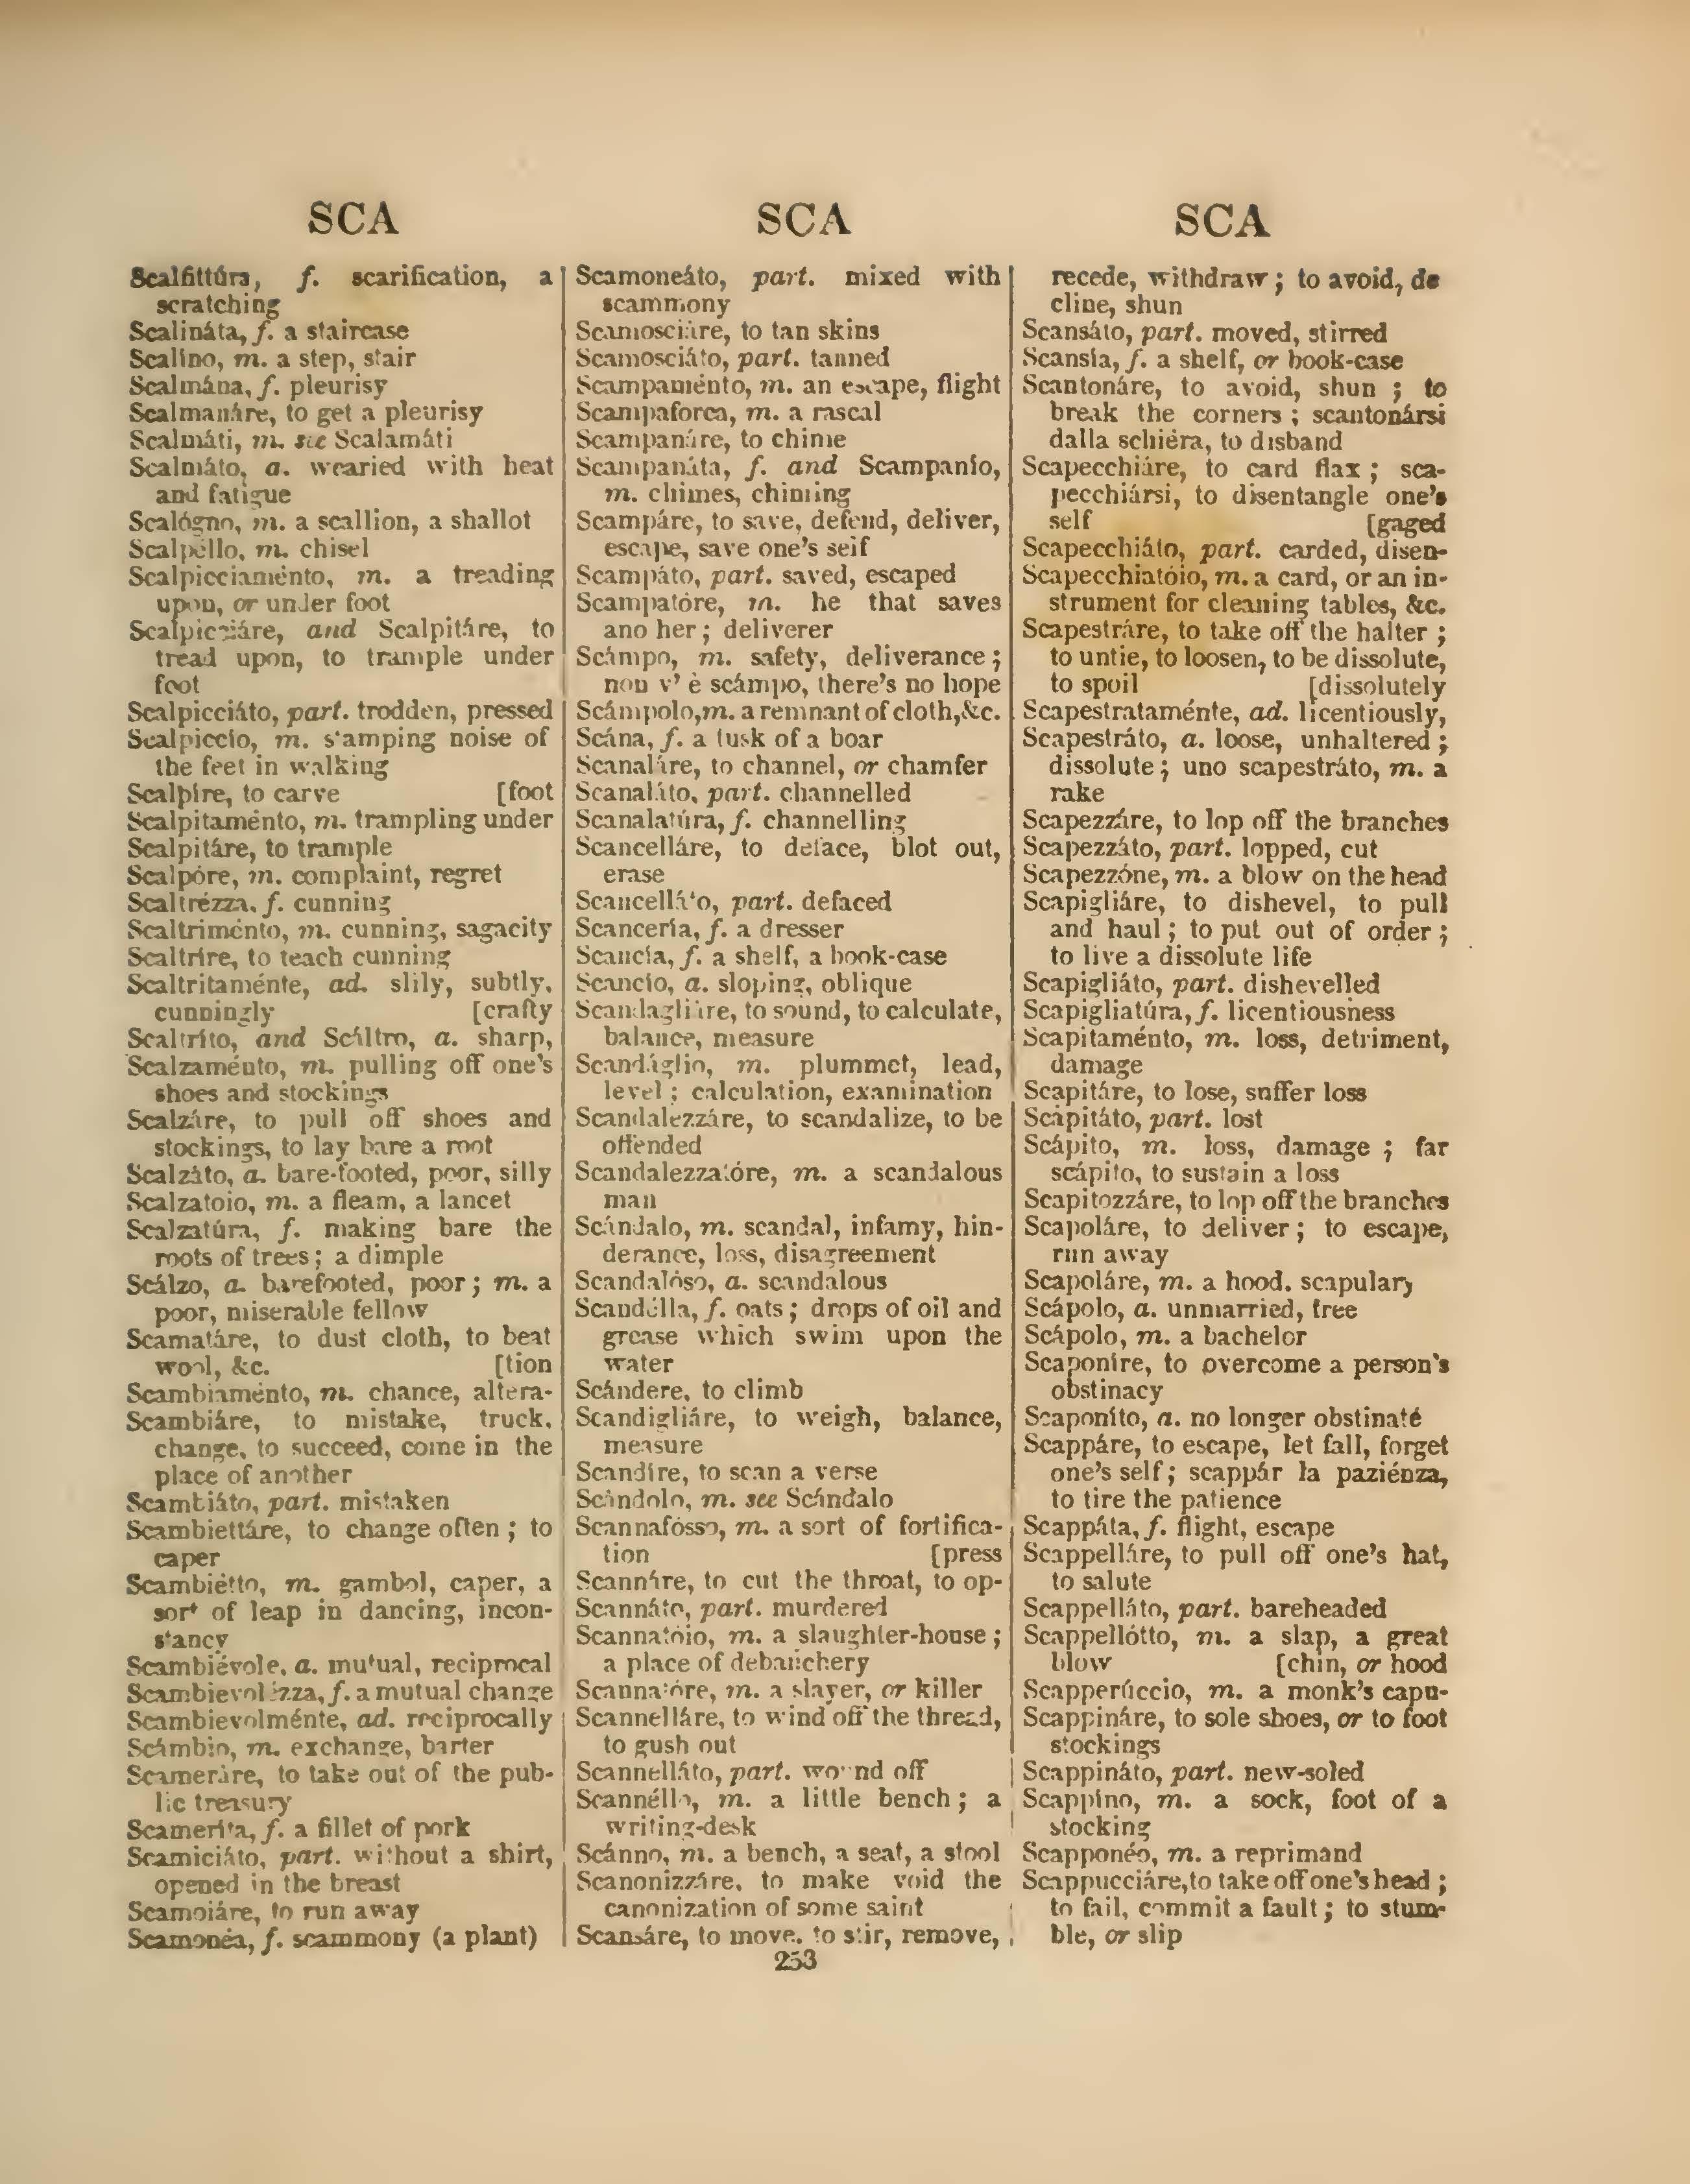 SCA
Scalfittúra, f. scarification, a
scratching
Scalináta, f. a staircase
Scalíno, m. a step, stair
Scalmána, f. pleurisy
Scalmanáre, to get a pleurisy
Scalmáti, m. see Scalamáti
Scalmáto, a. wearied with heat
and fatigue
Scalógno, m. a scallion, a shallot
Scalpéllo, m. chisel
Scalpicciaménto, m. a treading
upon, or under foot
Scalpicciáre, and Scalpitáre, to
tread upon, to trample under
foot
Scalpicciáto, part. trodden, pressed
Scalpiccío, m. stamping noise of
the feet in walking
Scalpíre, to carve [foot
Scalpitaménto, m. trampling under
Scalpitáre, to trample
Scalpóre, m. complaint, regret
Scaltrézza, f. cunning
Scaltriménto, m. cunning, sagacity
Scaltríre, to teach cunning
Scaltritaménte, ad. slily, subtly,
cunningly [crafty
Scaltríto, and Scáltro, a. sharp,
Scalzaménto, m. pulling off one's
shoes and stockings
Scalzáre, to pull off shoes and
stockings, to lay bare a root
Scalzáto, a. bare-footed, poor, silly
Scalzatoio, m. a fleam, a lancet
Scalzatúra, f. making bare the
roots of trees; a dimple
Scálzo, a. barefooted, poor; m. a
poor, miserable fellow
Scamatáre, to dust cloth, to beat
wool, &c. [tion
Scambiaménto, m. chance, altera-
Scambiáre, to mistake, truck,
change, to succeed, come in the
place of another
Scambiáto, part. mistaken
Scambiettáre, to change often; to
caper
Scambiétto, m. gambol, caper, a
sort of leap in dancing, incon-
stancy
Scambiévole, a. mutual, reciprocal
Scambievolézza, f. a mutual change
Scambievolménte, ad. reciprocally
Scámbio, m. exchange, barter
Scameráre, to take out of the pub-
lic treasury
Scameríta, f. a fillet of pork
Scamiciáto, part. without a shirt,
opened in the breast
Scamoiáre, to run away
Scamonéa, f. scammony (a plant)
SCA
Scamoneáto, part. mixed with
scammony
Scamosciáre, to tan skins
Scamosciáto, part. tanned
Scampaménto, m. an escape, flight
Scampaforca, m. a rascal
Scampanáre, to chime
Scampanáta, f. and Scampanío,
m. chimes, chiming
Scampáre, to save, defend, deliver,
escape, save one's self
Scampáto, part. saved, escaped
Scampatóre, m. he that saves
ano her; deliverer
Scámpo, m. safety, deliverance;
non v' è scámpo, there's no hope
Scámpolo, m. a remnant of cloth, &c.
Scána, f. a tusk of a boar
Scanaláre, to channel, or chamfer
Scanaláto, part. channelled
Scanalatúra, f. channelling
Scancelláre, to deface, blot out,
erase
Scancelláto, part. defaced
Scancería, f. a dresser
Scancía, f. a shelf, a book-case
Scancío, a. sloping, oblique
Scandagliáre, to sound, to calculate,
balance, measure
Scandáglio, m. plummet, lead,
level; calculation, examination
Scandalezzáre, to scandalize, to be
offended
Scandalezzatóre, m. a scandalous
man
Scándalo, m. scandal, infamy, hin-
derance, loss, disagreement
Scandalóso, a. scandalous
Scandélla, f. oats; drops of oil and
grease which swim upon the
water
Scándere, to climb
Scandigliáre, to weigh, balance,
measure
Scandíre, to scan a verse
Scándolo, m. see Scándalo
Scannafósso, m. a sort of fortifica-
tion [press
Scannáre, to cut the throat, to op-
Scannáto, part. murdered
Scannatóio, m. a slaughter-house;
a place of debauchery
Scannatóre, m. a slayer, or killer
Scannelláre, to wind off the thread,
to gush out
Scannelláto, part. wound off
Scannéllo, m. a little bench; a
writing-desk
Scánno, m. a bench, a seat, a stool
Scanonizzáre, to make void the
canonization of some saint
Scansáre, to move, to stir, remove,
253
SCA
recede, withdraw; to avoid, de
cline, shun
Scansáto, part. moved, stirred
Scansía, f. a shelf, or book-case
Scantonáre, to avoid, shun; to
break the corners; scantonársi
dalla schiéra, to disband
Scapecchiáre, to card flax; sca-
pecchiársi, to disentangle one's
self [gaged
Scapecchiáto, part. carded, disen-
Scapecchiatóio, m. a card, or an in-
strument for cleaning tables, &c.
Scapestráre, to take off the halter;
to untie, to loosen, to be dissolute,
to spoil [dissolutely
Scapestrataménte, ad. licentiously,
Scapestráto, a. loose, unhaltered;
dissolute; uno scapestráto, m. a
rake
Scapezzáre, to lop off the branches
Scapezzáto, part. lopped, cut
Scapezzóne, m. a blow on the head
Scapigliáre, to dishevel, to pull
and haul; to put out of order;
to live a dissolute life
Scapigliáto, part. dishevelled
Scapigliatúra, f. licentiousness
Scapitaménto, m. loss, detriment,
damage
Scapitáre, to lose, suffer loss
Scapitáto, part. lost
Scápito, m. loss, damage; far
scápito, to sustain a loss
Scapitozzáre, to lop off the branches
Scapoláre, to deliver; to escape,
run away
Scapoláre, m. a hood. scapulary
Scápolo, a. unmarried, free
Scápolo, m. a bachelor
Scaponíre, to overcome a person's
obstinacy
Scaponíto, a. no longer obstinate
Scappáre, to escape, let fall, forget
one's self; scappár la paziénza,
to tire the patience
Scappáta, f. flight, escape
Scappelláre, to pull off one's hat,
to salute
Scappelláto, part. bareheaded
Scappellótto, m. a slap, a great
blow [chin, or hood
Scapperúccio, m. a monk's capu-
Scappináre, to sole shoes, or to foot
stockings
Scappináto, part. new-soled
Scappíno, m. a sock, foot of a
stocking
Scapponéo, m. a reprimand
Scappucciáre, to take off one's head;
to fail, commit a fault; to stum-
ble, or slip